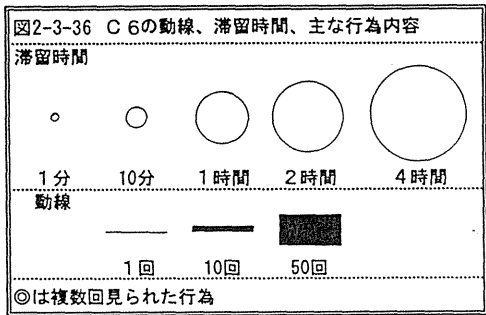 図2-3-36 C6の動線、滞留時間、主な行為内容
滞留時間
1分 10分 1時間 2時間 4時間
動線
1回 10回 50回
◎は複数回見られた行為